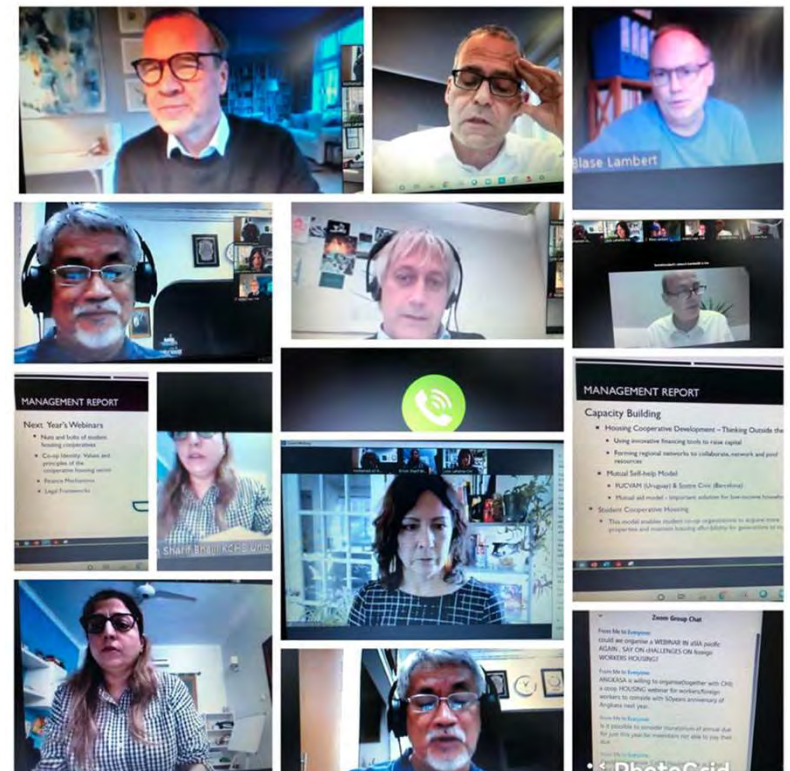 Blase Lambert
MANAGEMENT REPORT
Next Year's Webinars
Nuts and bolts of student
housing cooperatives
Co-op Identity: Values and
principles of the
cooperative housing sector
Finance Mechanisms
Legal Frameworks
MANAGEMENT REPORT
Capacity Building
Housing Cooperative Development – Thinking Outside the
Using innovative financing tools to raise capital
Forming regional networks to collaborate, network and pool
resources
Mutual Self-help Model
FUCVAM (Uruguay) & Sostre Civic (Barcelona)
Mutual aid model – important solution for low-income househo
Student Cooperative Housing
This model enables student co-op organizations to acquire more
properties and maintain housing affordability for generations to
Zoom Group Chat
From Me to Everyone:
could we organise a WEBINAR IN ASIA pacific
AGAIN , SAY ON cHALLENGES ON foreign
WORKERS HOUSING?
From Me to Everyone:
ANGKASA is willing to organise together with CHI,
a coop HOUSING webinar for workers/foreign
workers to coincide with 50years anniversary of
Angkasa next year.
From Me to Everyone:
Is it possible to consider moratorium of annual due
for just this year,for members not able to pay their
due.
From Me to Everyone:
PhotoGrid